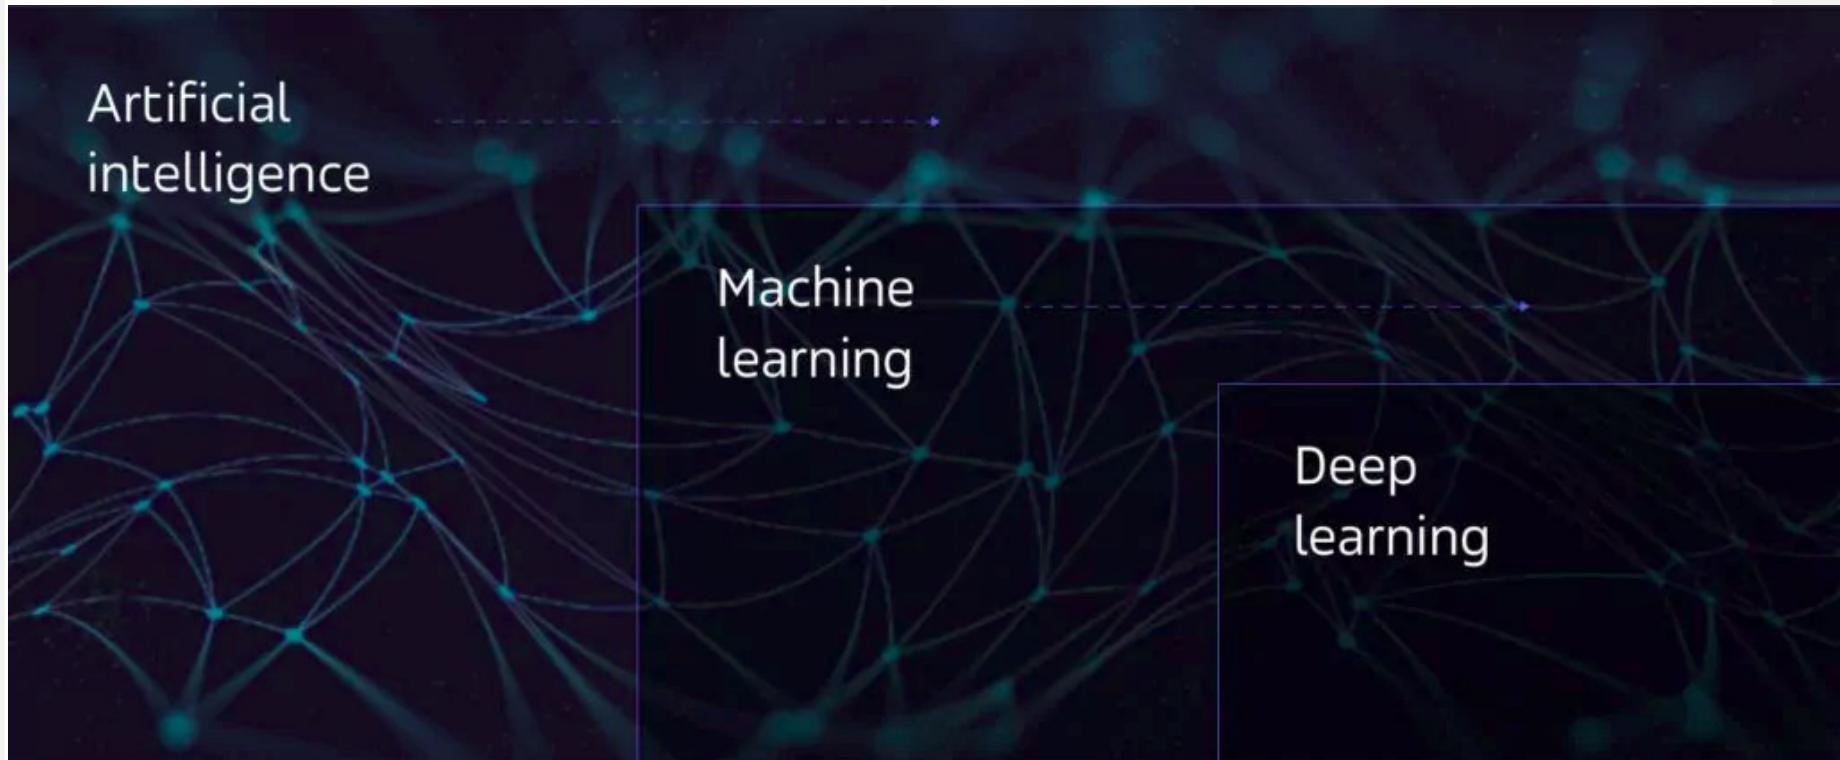 Artificial
intelligence
Machine
learning
Deep
learning